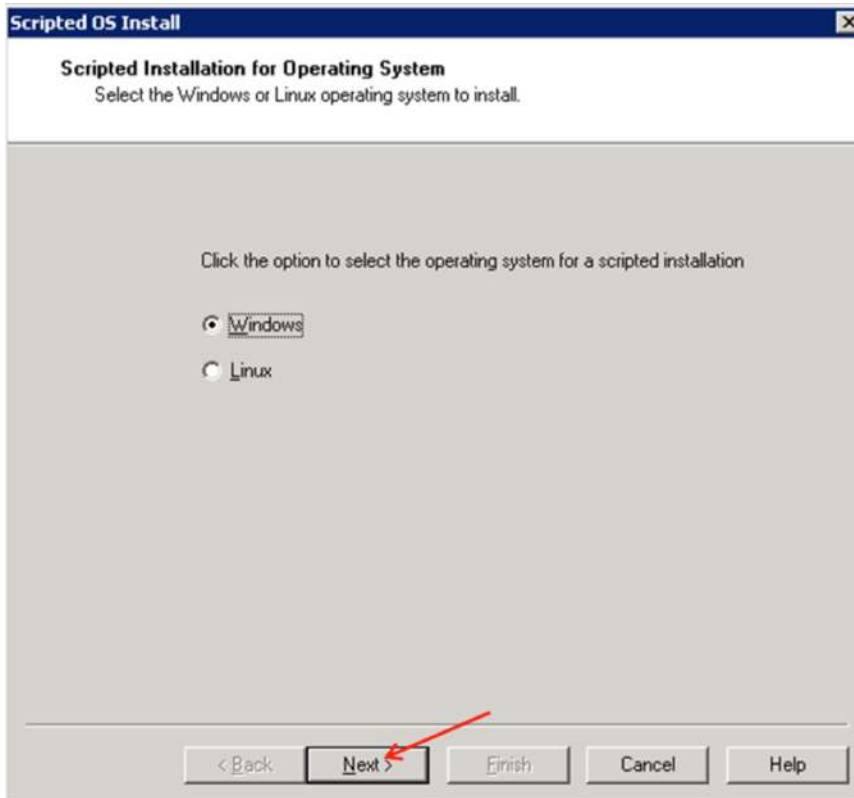 Scripted OS Install
Scripted Installation for Operating System
Select the Windows or Linux operating system to install.
Click the option to select the operating system for a scripted installation
Windows
Linux
< Back Next > Finish Cancel Help